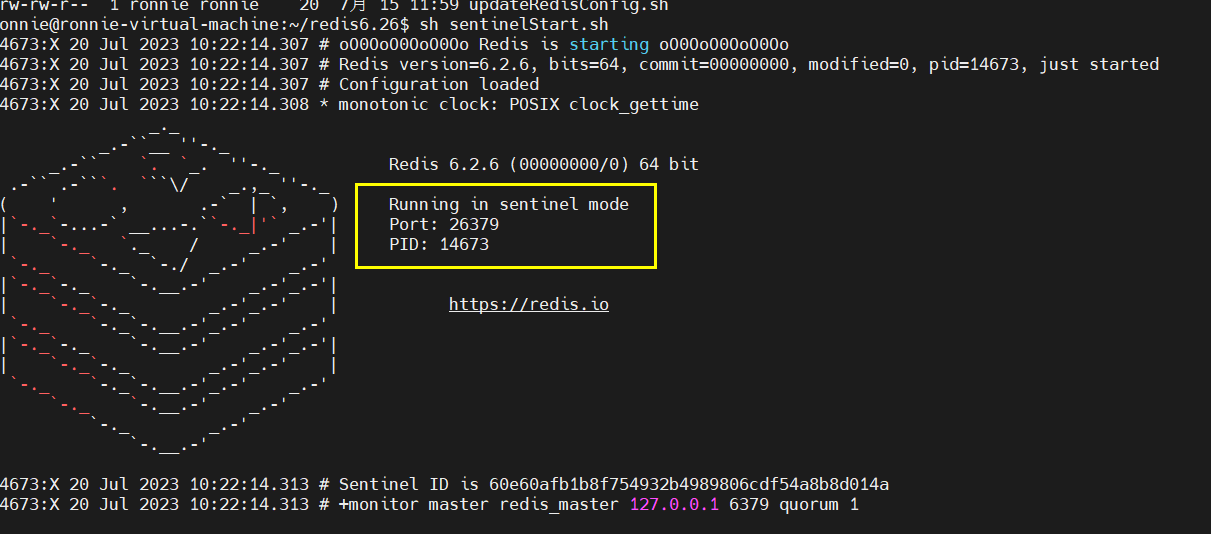 rw-rw-r-- 1 ronnie ronnie 20 7月 15 11:59 updateRedisConfig.sh
onnie@ronnie-virtual-machine:~/redis6.26$ sh sentinelStart.sh
4673:X 20 Jul 2023 10:22:14.307 # oO0OoO0OoO0Oo Redis is starting oO0OoO0OoO0Oo
4673:X 20 Jul 2023 10:22:14.307 # Redis version=6.2.6, bits=64, commit=00000000, modified=0, pid=14673, just started
4673:X 20 Jul 2023 10:22:14.307 # Configuration loaded
4673:X 20 Jul 2023 10:22:14.308 * monotonic clock: POSIX clock_gettime
Redis 6.2.6 (00000000/0) 64 bit
Running in sentinel mode
Port: 26379
PID: 14673
https://redis.io
4673:X 20 Jul 2023 10:22:14.313 # Sentinel ID is 60e60afb1b8f754932b4989806cdf54a8b8d014a
4673:X 20 Jul 2023 10:22:14.313 # +monitor master redis_master 127.0.0.1 6379 quorum 1